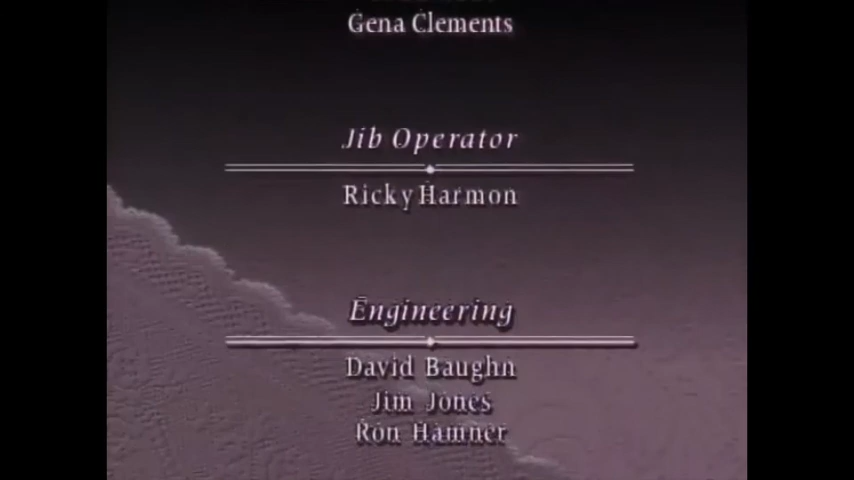 Gena Clements
Jib Operator
Ricky Harmon
Engineering
David Baughn
Jim Jones
Ron Hamner